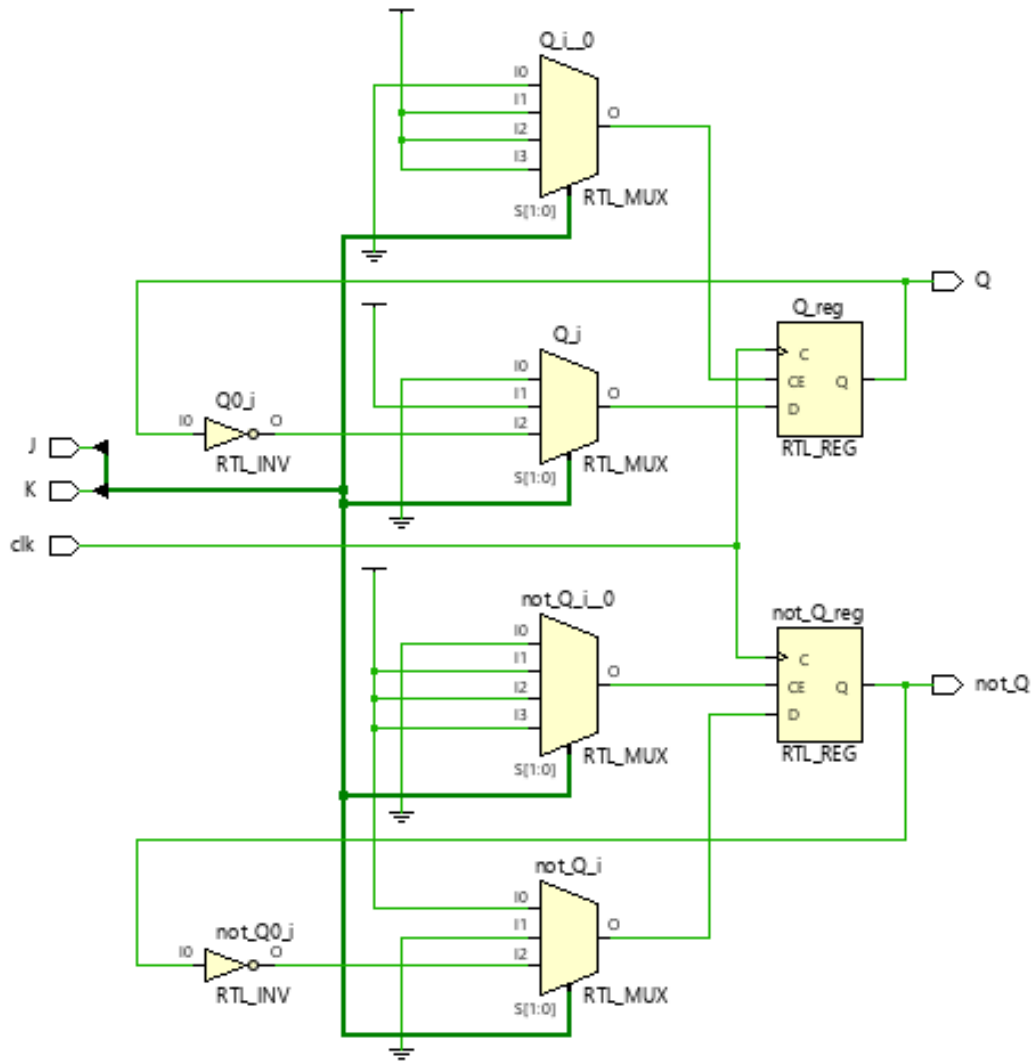 Q_i__0
I0
I1
I2
I3
O
S[1:0]
RTL_MUX
Q
Q_reg
C
CE
D
Q
RTL_REG
Q_i
I0
I1
I2
O
S[1:0]
RTL_MUX
Q0_i
I0
O
RTL_INV
J
K
clk
not_Q_i__0
I0
I1
I2
I3
O
S[1:0]
RTL_MUX
not_Q_reg
C
CE
D
Q
RTL_REG
not_Q
not_Q_i
I0
I1
I2
O
S[1:0]
RTL_MUX
not_Q0_i
I0
O
RTL_INV